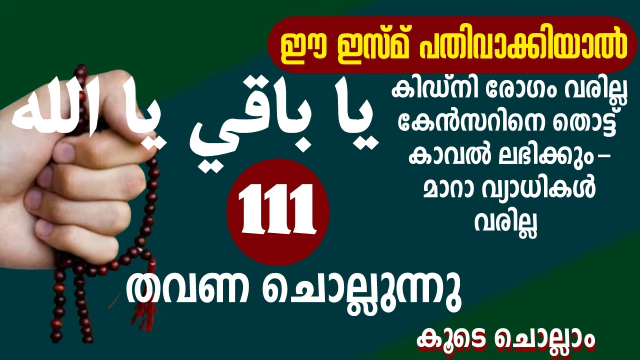 ഈ ഇസ്മ് പതിവാക്കിയാൽ
يا باقي يا الله
കിഡ്നി രോഗം വരില്ല
കേൻസറിനെ തൊട്ട്
കാവൽ ലഭിക്കും–
മാറാ വ്യാധികൾ
വരില്ല
111
തവണ ചൊല്ലുന്നു
കൂടെ ചൊല്ലാം